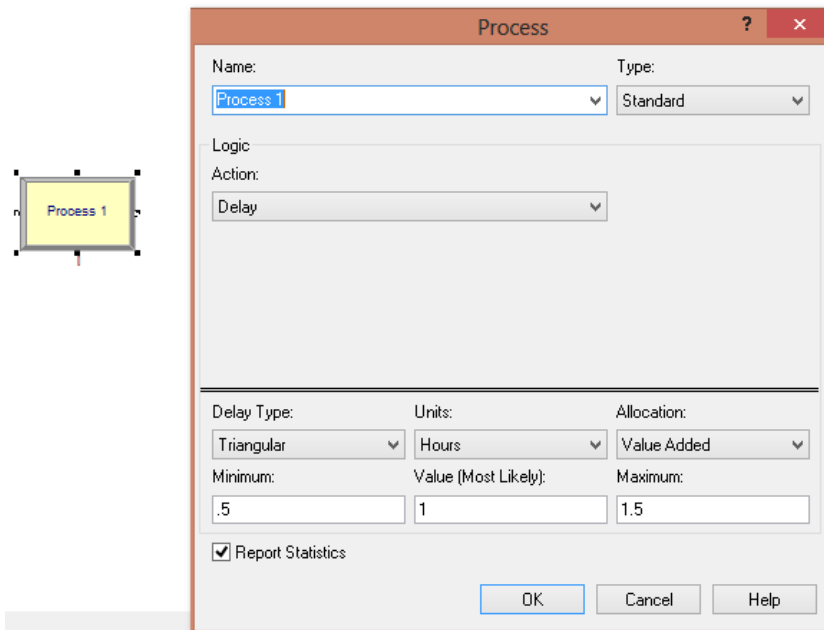 Process
?
×
Name:
Type:
Process 1
Standard
Logic
Action:
Process 1
Delay
Delay Type:
Units:
Allocation:
Triangular
Hours
Value Added
Minimum:
Value (Most Likely):
Maximum:
.5
1
1.5
Report Statistics
OK
Cancel
Help